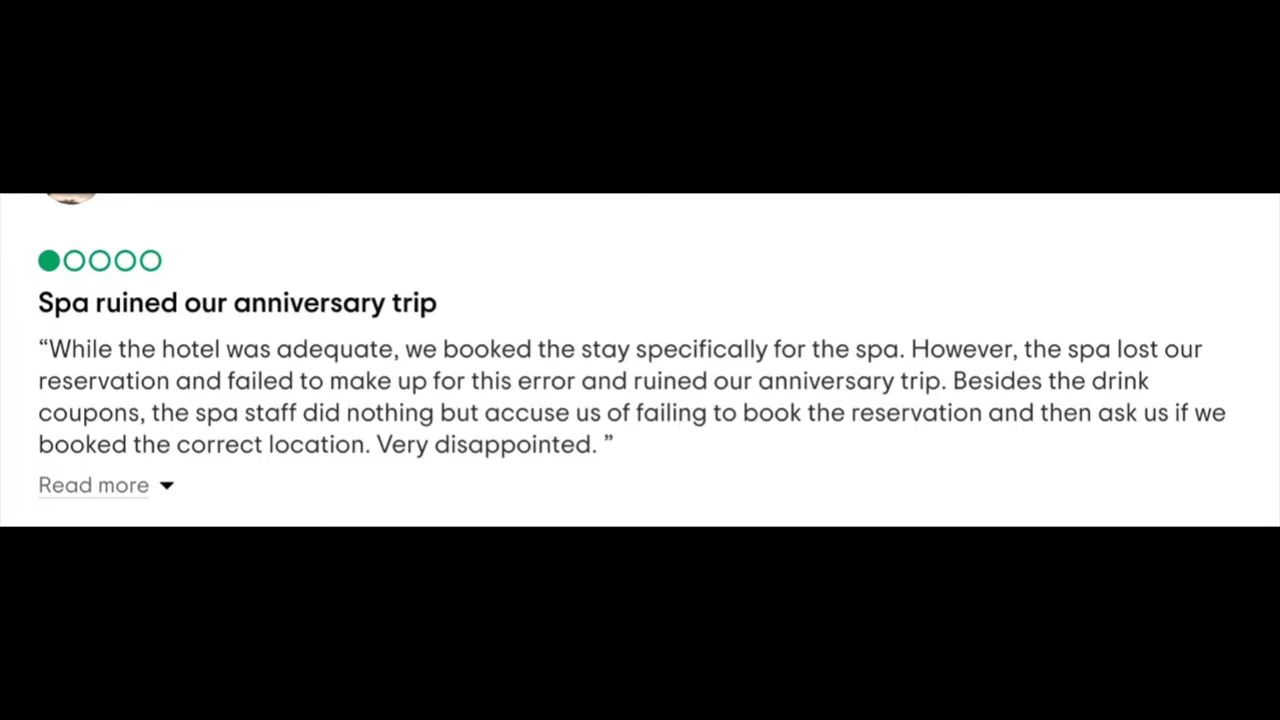 Spa ruined our anniversary trip
“While the hotel was adequate, we booked the stay specifically for the spa. However, the spa lost our
reservation and failed to make up for this error and ruined our anniversary trip. Besides the drink
coupons, the spa staff did nothing but accuse us of failing to book the reservation and then ask us if we
booked the correct location. Very disappointed. ”
Read more